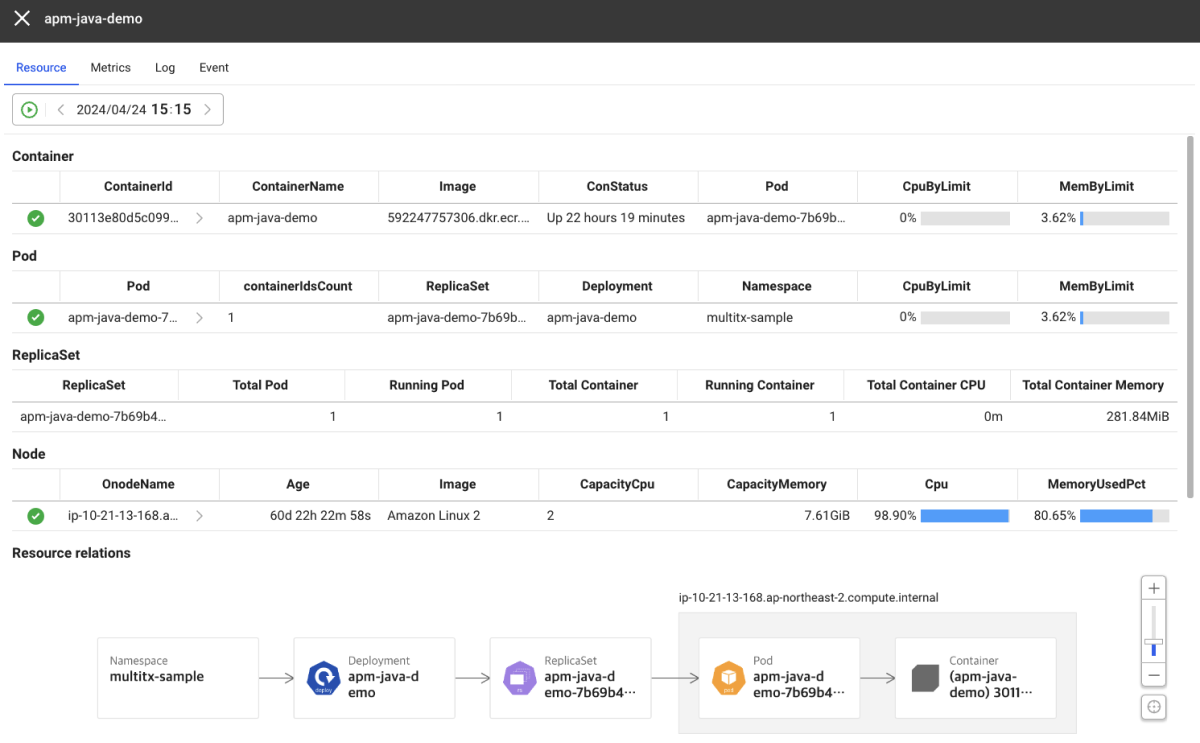 apm-java-demo
Resource Metrics Log Event
2024/04/24 15:15
Container
ContainerId ContainerName Image ConStatus Pod CpuByLimit MemByLimit
30113e80d5c099... apm-java-demo 592247757306.dkr.ecr.... Up 22 hours 19 minutes apm-java-demo-7b69b... 0% 3.62%
Pod
Pod containerIdsCount ReplicaSet Deployment Namespace CpuByLimit MemByLimit
apm-java-demo-7... 1 apm-java-demo-7b69b... apm-java-demo multitx-sample 0% 3.62%
ReplicaSet
ReplicaSet Total Pod Running Pod Total Container Running Container Total Container CPU Total Container Memory
apm-java-demo-7b69b4... 1 1 1 1 0m 281.84MiB
Node
OnodeName Age Image CapacityCpu CapacityMemory Cpu MemoryUsedPct
ip-10-21-13-168.a... 60d 22h 22m 58s Amazon Linux 2 2 7.61GiB 98.90% 80.65%
Resource relations
ip-10-21-13-168.ap-northeast-2.compute.internal
Namespace
multitx-sample
deploy
Deployment
apm-java-d
emo
rs
ReplicaSet
apm-java-d
emo-7b69b4···
pod
Pod
apm-java-d
emo-7b69b4···
Container
(apm-java-
demo) 3011···